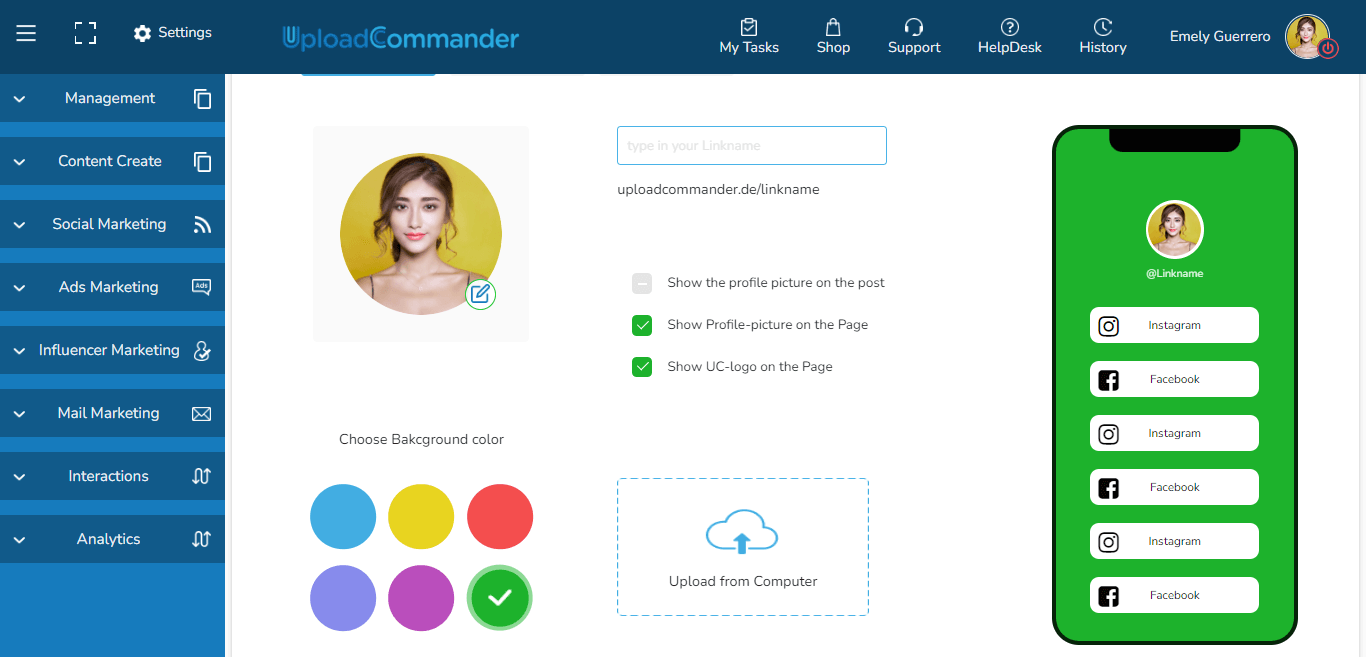 Settings
UploadCommander
My Tasks
Shop
Support
HelpDesk
History
Emely Guerrero
Management
Content Create
Social Marketing
Ads Marketing
Ads
Influencer Marketing
Mail Marketing
Interactions
Analytics
type in your Linkname
uploadcommander.de/linkname
Show the profile picture on the post
Show Profile-picture on the Page
Show UC-logo on the Page
Choose Bakcground color
Upload from Computer
@Linkname
Instagram
Facebook
Instagram
Facebook
Instagram
Facebook